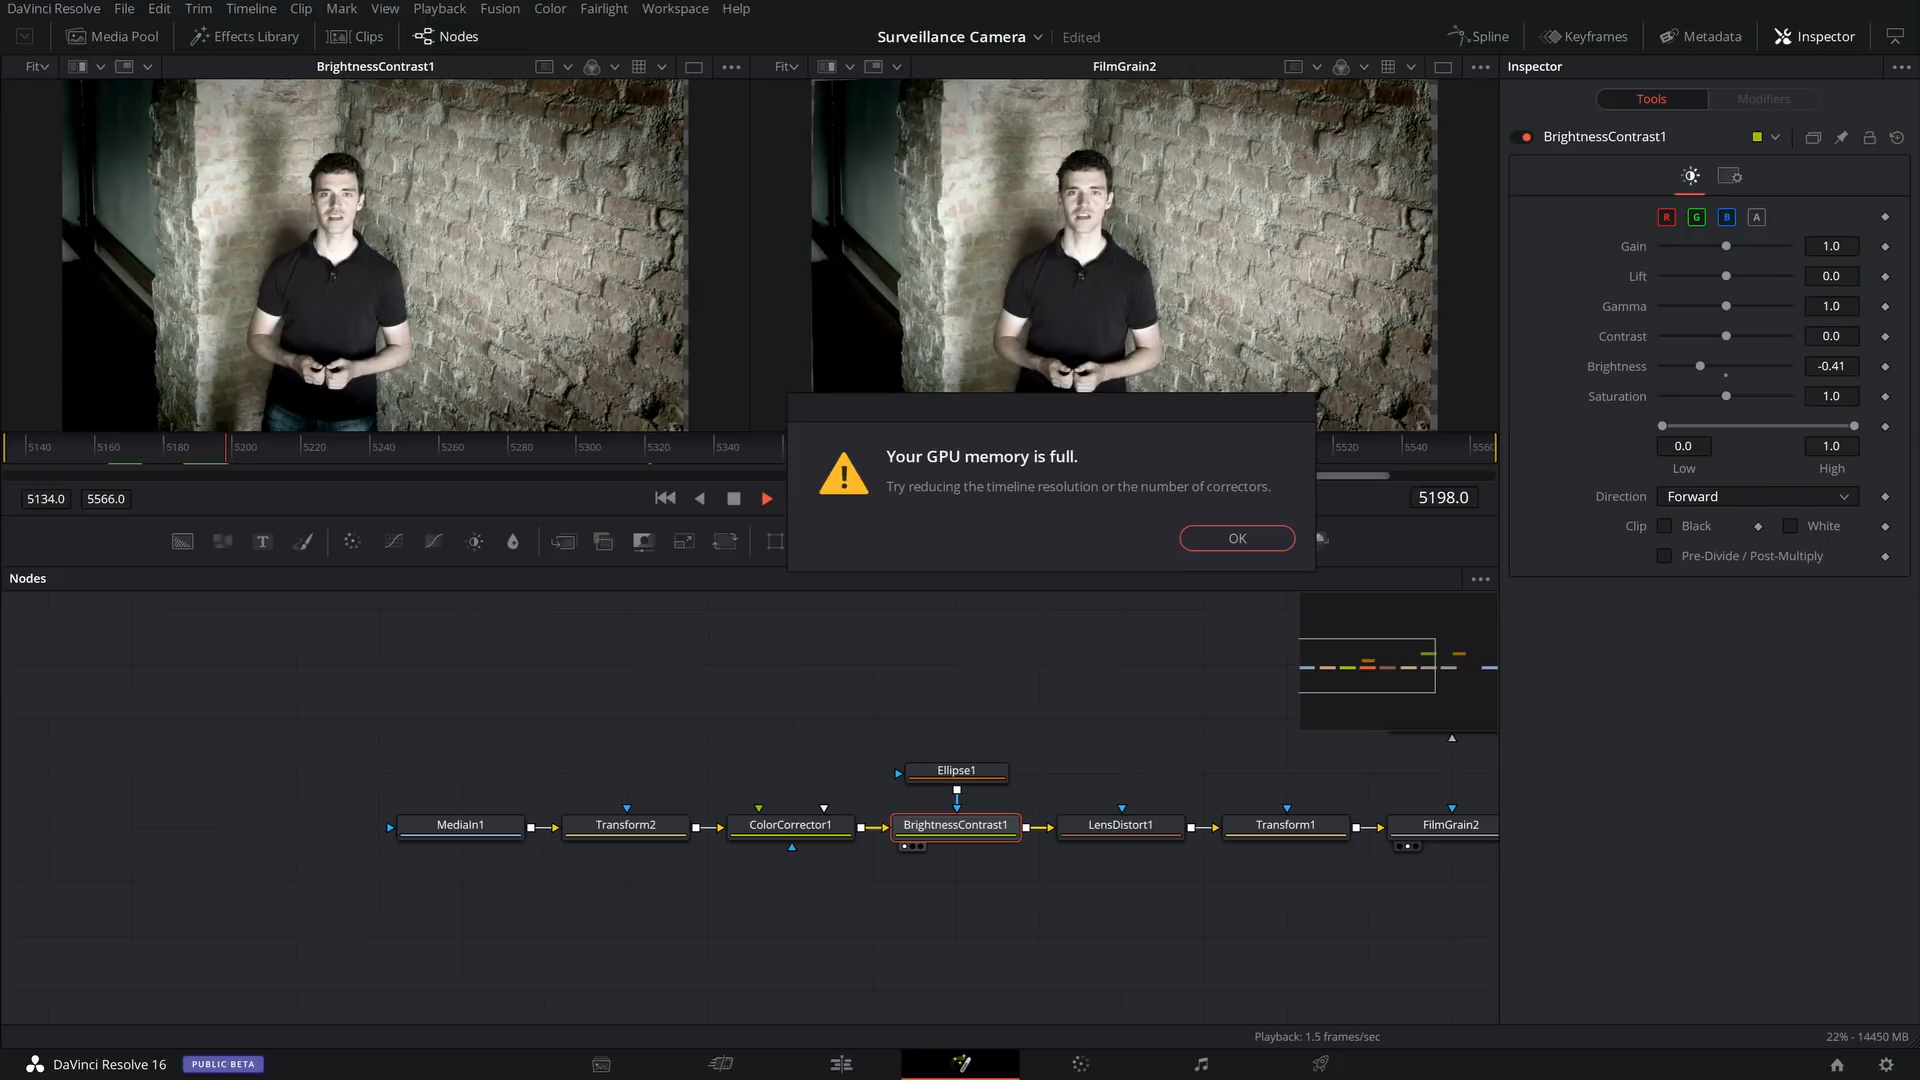 DaVinci Resolve File Edit Trim Timeline Clip Mark View Playback Fusion Color Fairlight Workspace Help
Media Pool Effects Library Clips Nodes Surveillance Camera Edited Spline Keyframes Metadata Inspector
Fit BrightnessContrast1 Fit FilmGrain2 Inspector
Tools Modifiers
BrightnessContrast1
R G B A
Gain 1.0
Lift 0.0
Gamma 1.0
Contrast 0.0
Brightness -0.41
Saturation 1.0
0.0 1.0
Low High
Direction Forward
Clip Black White
Pre-Divide / Post-Multiply
5140 5160 5180 5200 5220 5240 5260 5280 5300 5320 5340 5520 5540 5560
5134.0 5566.0 5198.0
Your GPU memory is full.
Try reducing the timeline resolution or the number of correctors.
OK
T
Nodes
Ellipse1
MediaIn1 Transform2 ColorCorrector1 BrightnessContrast1 LensDistort1 Transform1 FilmGrain2
Playback: 1.5 frames/sec 22% - 14450 MB
DaVinci Resolve 16 PUBLIC BETA